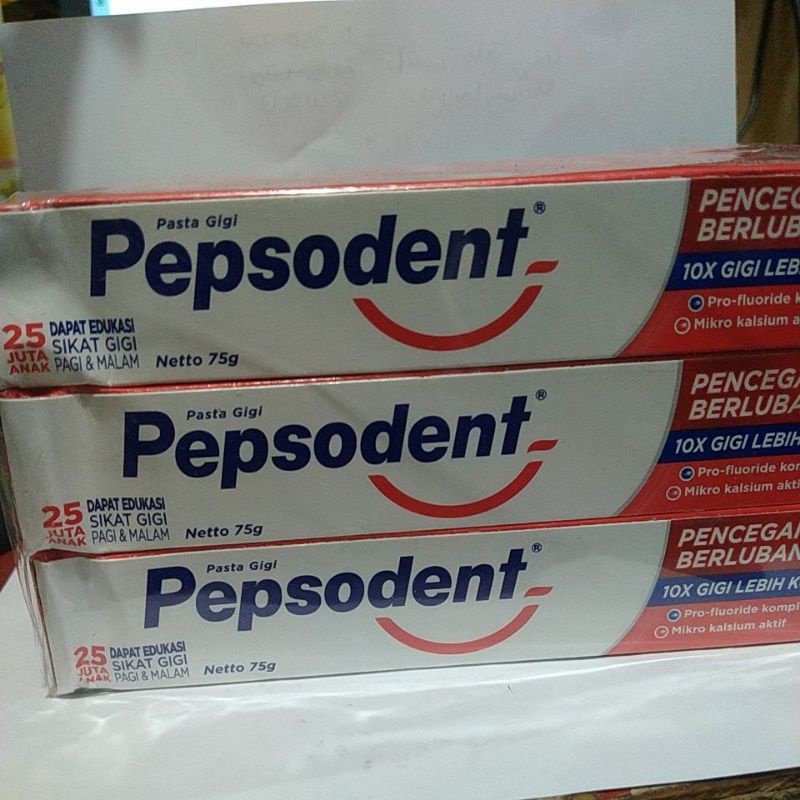 Pasta Gigi
Pepsodent®
25 JUTA ANAK
DAPAT EDUKASI
SIKAT GIGI
PAGI & MALAM
Netto 75g
PENCEG
BERLUB
10X GIGI LEB
Pro-fluoride k
Mikro kalsium a
Pasta Gigi
Pepsodent®
25 JUTA ANAK
DAPAT EDUKASI
SIKAT GIGI
PAGI & MALAM
Netto 75g
PENCEGA
BERLUBA
10X GIGI LEBIH
Pro-fluoride kom
Mikro kalsium akti
Pasta Gigi
Pepsodent®
25 JUTA ANAK
DAPAT EDUKASI
SIKAT GIGI
PAGI & MALAM
Netto 75g
PENCEGA
BERLUBAN
10X GIGI LEBIH K
Pro-fluoride kompl
Mikro kalsium aktif